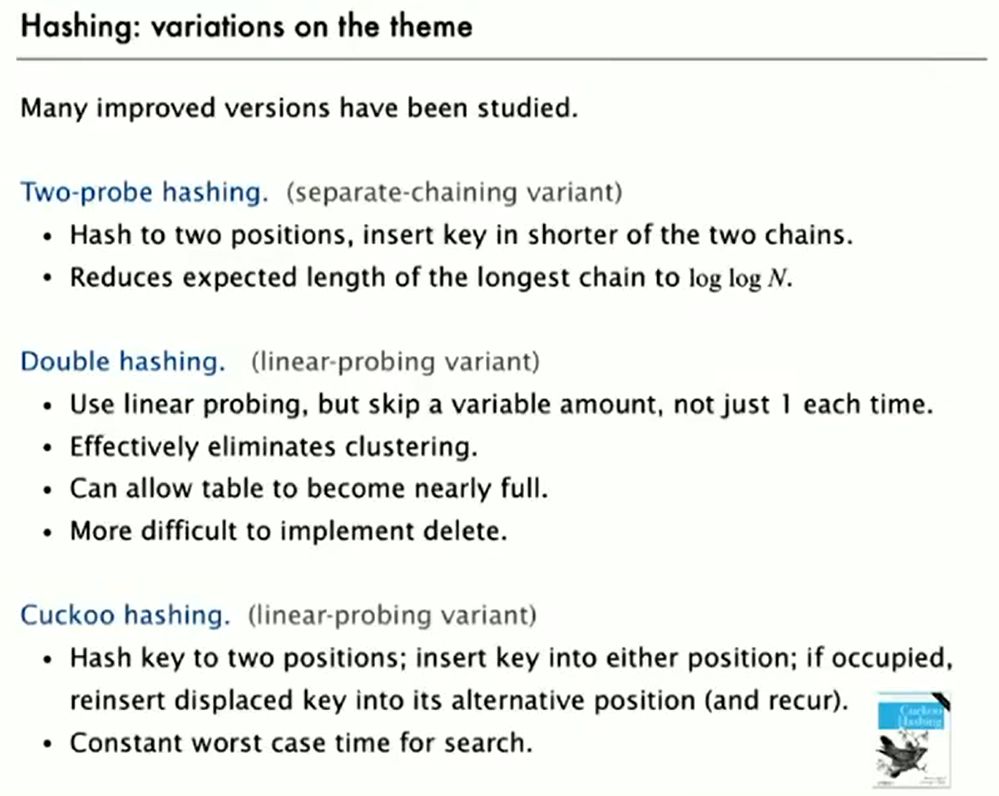 Hashing: variations on the theme
Many improved versions have been studied.
Two-probe hashing. (separate-chaining variant)
• Hash to two positions, insert key in shorter of the two chains.
• Reduces expected length of the longest chain to log log N.
Double hashing. (linear-probing variant)
• Use linear probing, but skip a variable amount, not just 1 each time.
• Effectively eliminates clustering.
• Can allow table to become nearly full.
• More difficult to implement delete.
Cuckoo hashing. (linear-probing variant)
• Hash key to two positions; insert key into either position; if occupied,
reinsert displaced key into its alternative position (and recur).
• Constant worst case time for search.
Cuckoo
Hashing